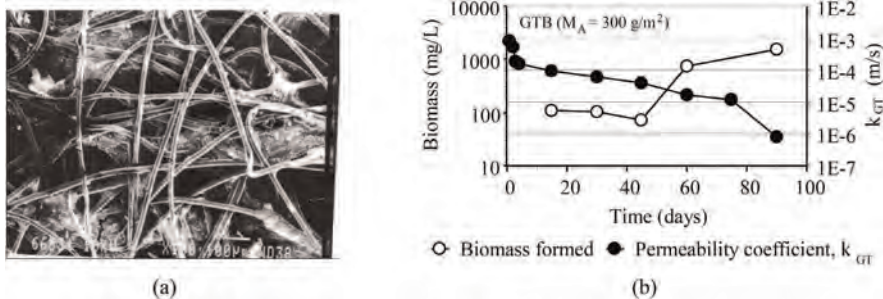 10000
1000
100
10
Biomass (mg/L)
GTB (M_A = 300 g/m²)
1E-2
1E-3
1E-4
1E-5
1E-6
1E-7
k_GT (m/s)
0 20 40 60 80 100
Time (days)
○ Biomass formed ● Permeability coefficient, k_GT
(a) (b)